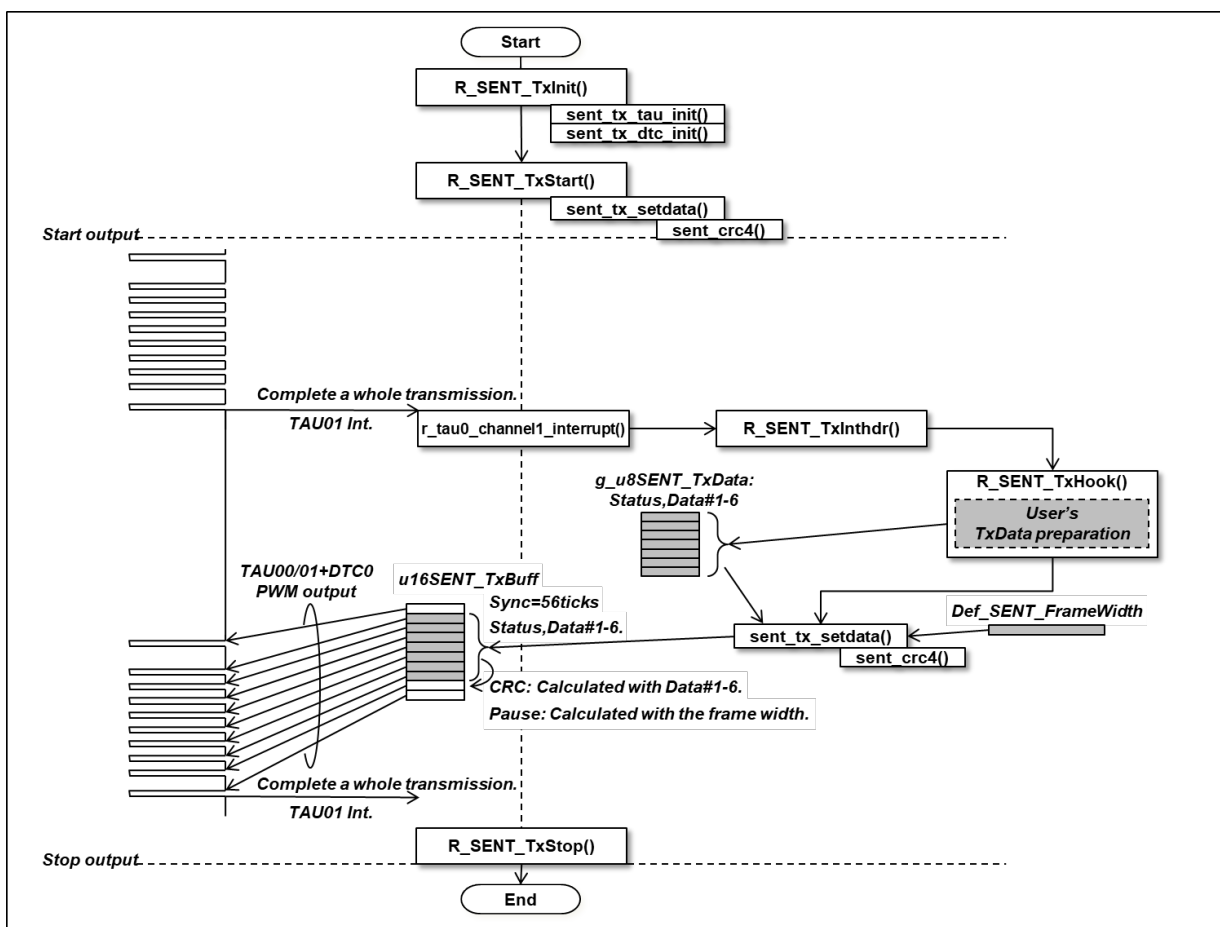 Start
R_SENT_TxInit()
sent_tx_tau_init()
sent_tx_dtc_init()
R_SENT_TxStart()
sent_tx_setdata()
sent_crc4()
Start output
Complete a whole transmission.
TAU01 Int.
r_tau0_channel1_interrupt()
R_SENT_TxInthdr()
R_SENT_TxHook()
User's
TxData preparation
g_u8SENT_TxData:
Status,Data#1-6
TAU00/01+DTC0
PWM output
u16SENT_TxBuff
Sync=56ticks
Status,Data#1-6.
Def_SENT_FrameWidth
sent_tx_setdata()
sent_crc4()
CRC: Calculated with Data#1-6.
Pause: Calculated with the frame width.
Complete a whole transmission.
TAU01 Int.
R_SENT_TxStop()
Stop output
End